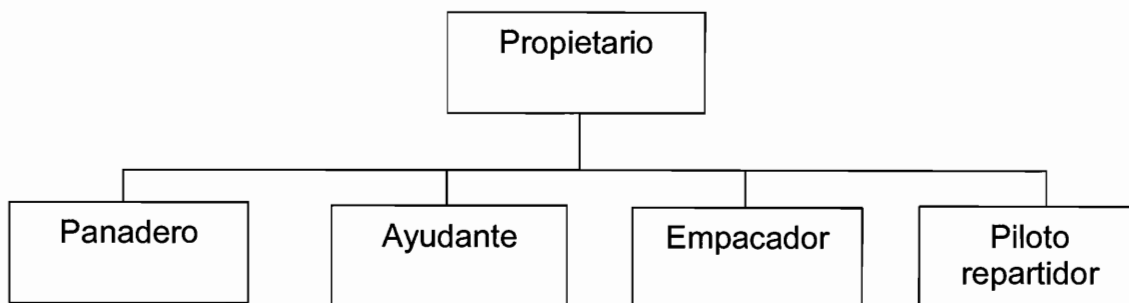 Propietario
Panadero
Ayudante
Empacador
Piloto
repartidor